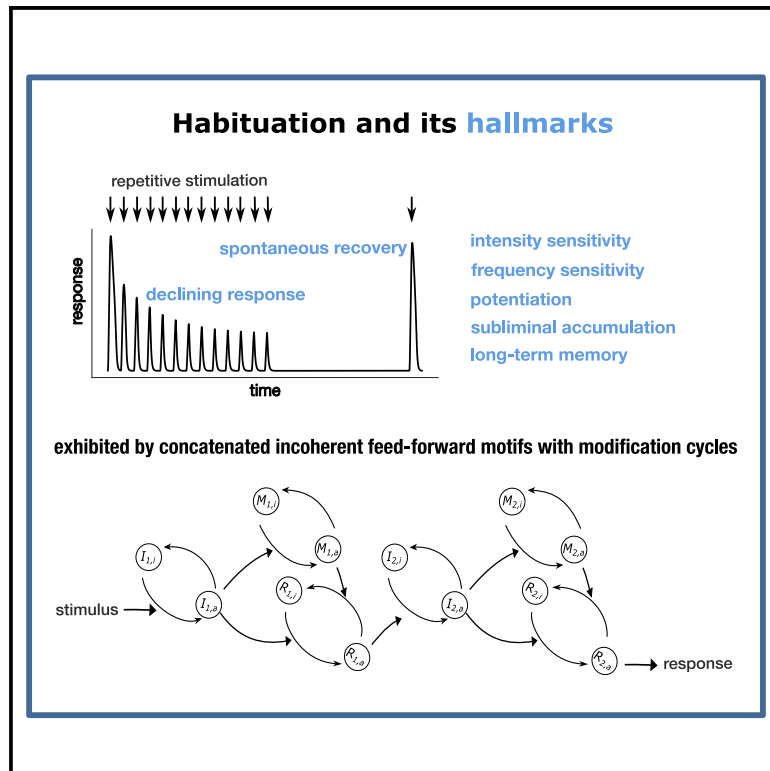 Habituation and its hallmarks
repetitive stimulation
spontaneous recovery
declining response
response
time
intensity sensitivity
frequency sensitivity
potentiation
subliminal accumulation
long-term memory
exhibited by concatenated incoherent feed-forward motifs with modification cycles
M1,i
M2,i
I1,i
M1,a
I2,i
M2,a
R1,i
R2,i
stimulus
I1,a
I2,a
R1,a
R2,a
response